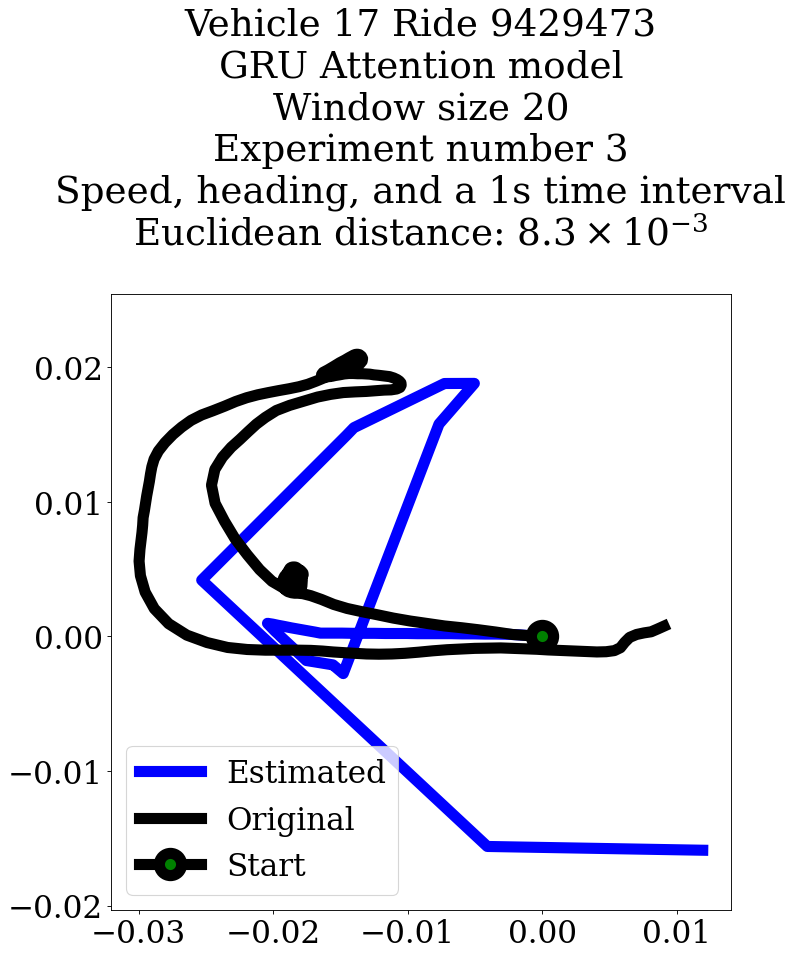 Vehicle 17 Ride 9429473
GRU Attention model
Window size 20
Experiment number 3
Speed, heading, and a 1s time interval
Euclidean distance: 8.3 × 10⁻³
0.02
0.01
0.00
−0.01
−0.02
Estimated
Original
Start
−0.03 −0.02 −0.01 0.00 0.01